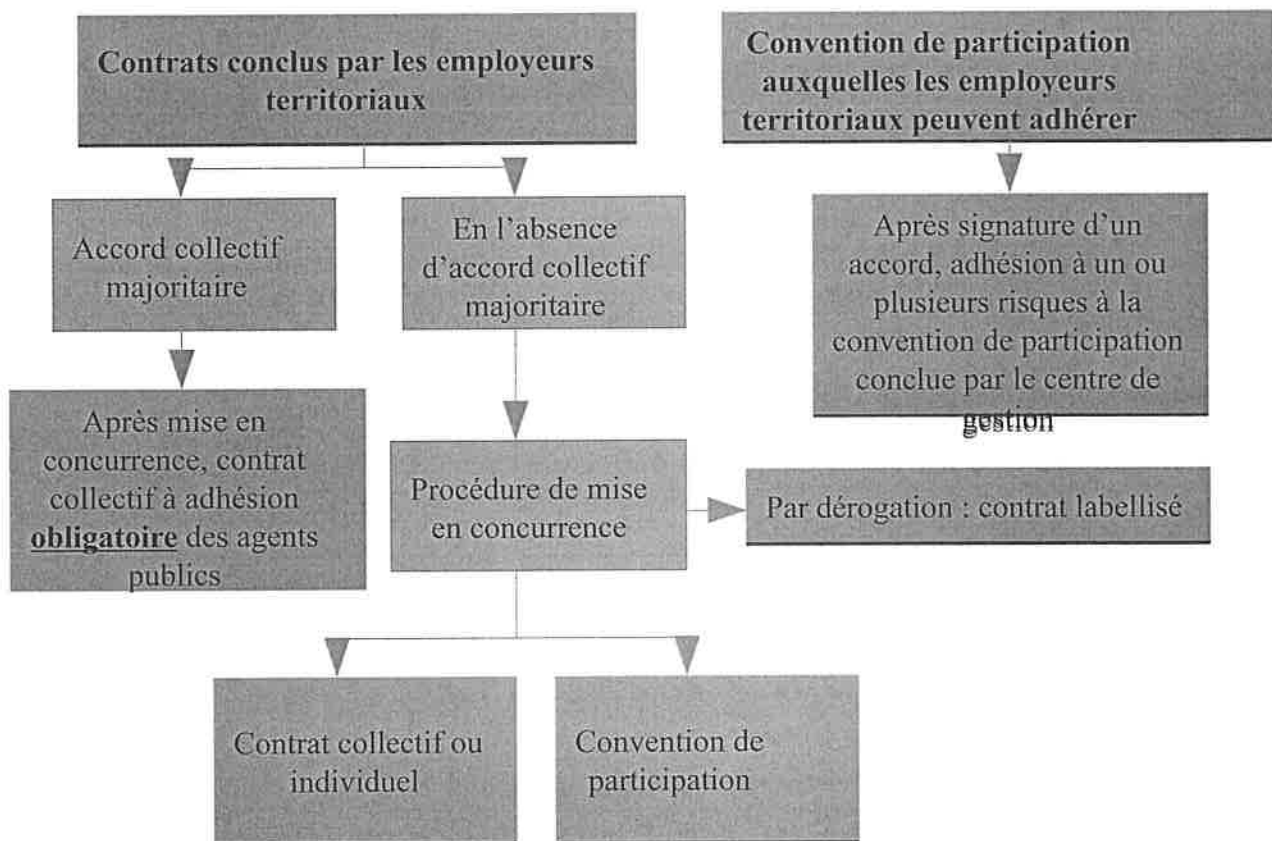 Contrats conclus par les employeurs
territoriaux
Convention de participation
auxquelles les employeurs
territoriaux peuvent adhérer
Accord collectif
majoritaire
En l'absence
d'accord collectif
majoritaire
Après signature d'un
accord, adhésion à un ou
plusieurs risques à la
convention de participation
conclue par le centre de
gestion
Après mise en
concurrence, contrat
collectif à adhésion
obligatoire des agents
publics
Procédure de mise
en concurrence
Par dérogation : contrat labellisé
Contrat collectif ou
individuel
Convention de
participation